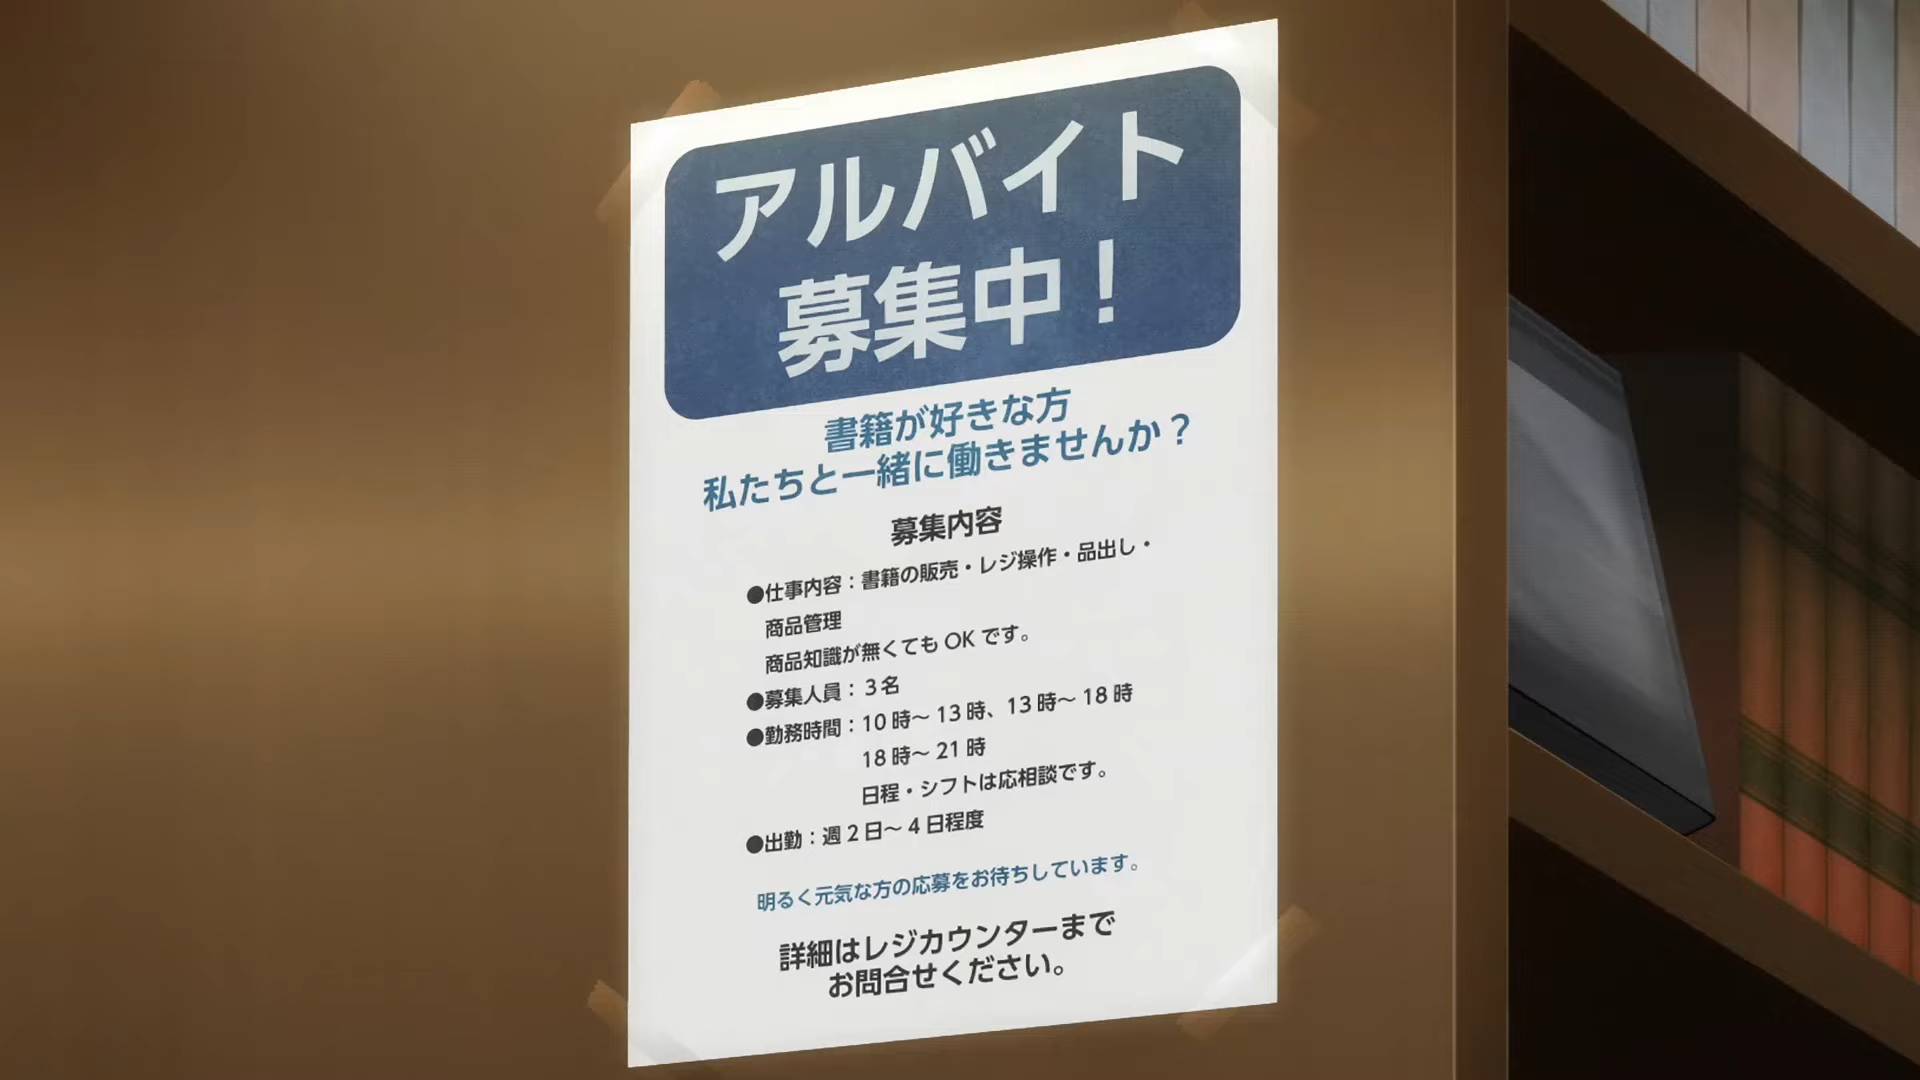 アルバイト
募集中！
書籍が好きな方
私たちと一緒に働きませんか？
募集内容
●仕事内容：書籍の販売・レジ操作・品出し・
商品管理
商品知識が無くてもOKです。
●募集人員：3名
●勤務時間：10時〜13時、13時〜18時
18時〜21時
日程・シフトは応相談です。
●出勤：週2日〜4日程度
明るく元気な方の応募をお待ちしています。
詳細はレジカウンターまで
お問合せください。